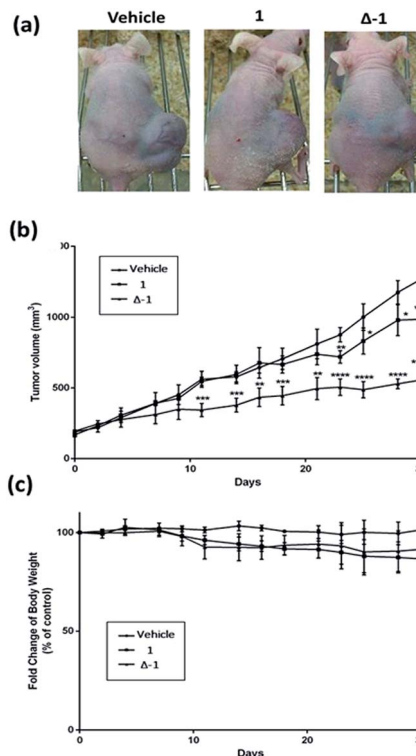 (a)
Vehicle 1 Δ-1
(b)
Tumor volume (mm³)
1000
500
0
Vehicle
1
Δ-1
*** *** ** *** ** **** **** ****
** * *
0 10 20
Days
(c)
Fold Change of Body Weight
(% of control)
100
50
0
Vehicle
1
Δ-1
0 10 20
Days